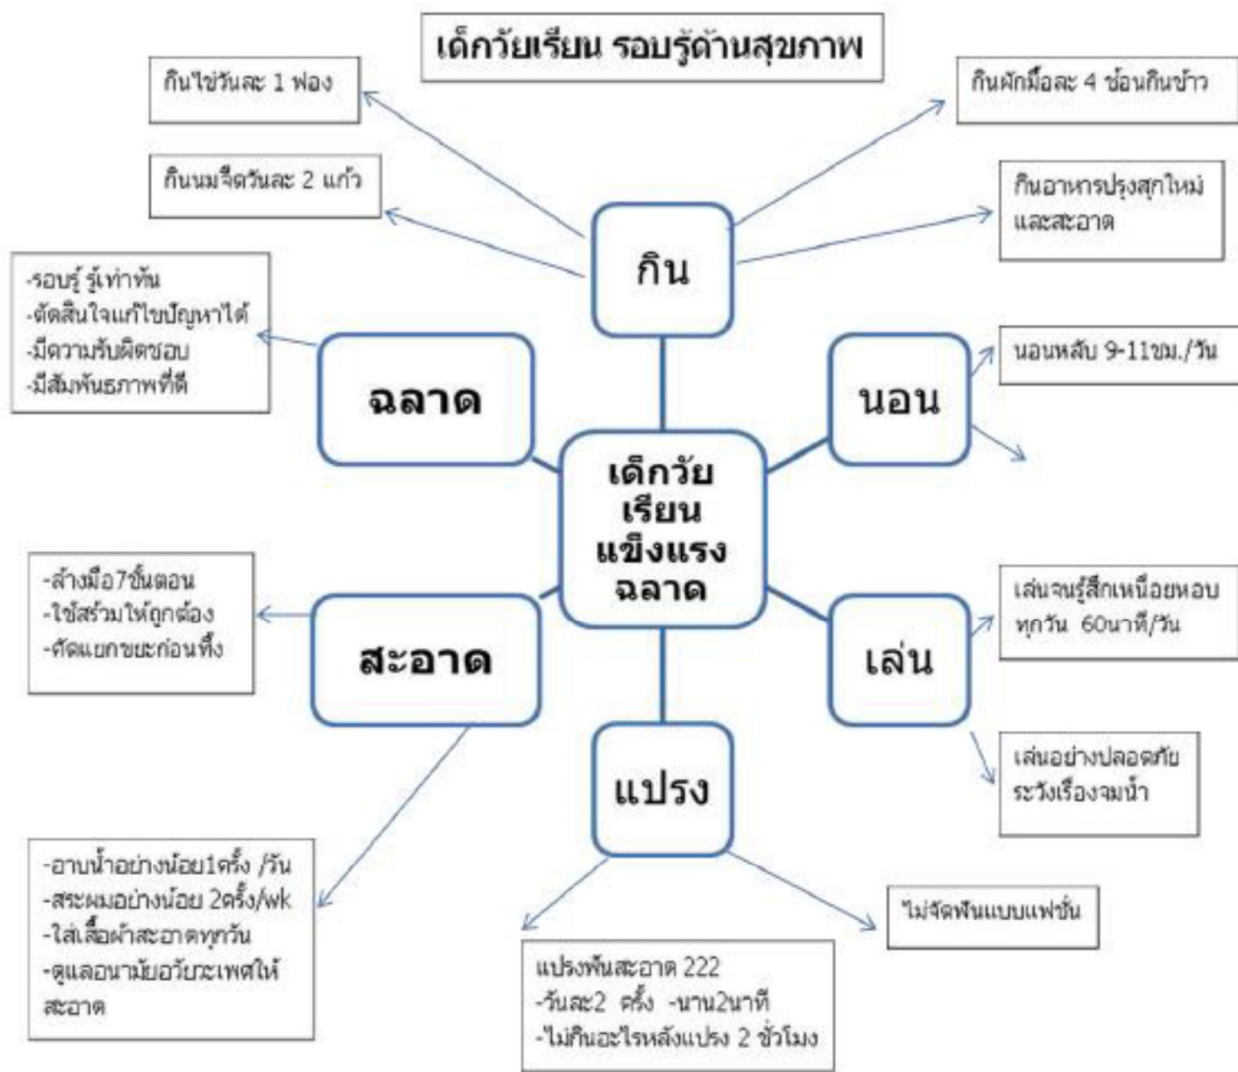 เด็กวัยเรียน รอบรู้ด้านสุขภาพ
กินไข่วันละ 1 ฟอง
กินผักมื้อละ 4 ช้อนกินข้าว
กินนมจืดวันละ 2 แก้ว
กินอาหารปรุงสุกใหม่
และสะอาด
กิน
-รอบรู้ รู้เท่าทัน
-ตัดสินใจแก้ไขปัญหาได้
-มีความรับผิดชอบ
-มีสัมพันธภาพที่ดี
ฉลาด
นอน
นอนหลับ 9-11ชม./วัน
เด็กวัย
เรียน
แข็งแรง
ฉลาด
-ล้างมือ7ขั้นตอน
-ใช้ส้วมให้ถูกต้อง
-คัดแยกขยะก่อนทิ้ง
สะอาด
เล่น
เล่นจนรู้สึกเหนื่อยหอบ
ทุกวัน 60นาที/วัน
เล่นอย่างปลอดภัย
ระวังเรื่องจมน้ำ
แปรง
-อาบน้ำอย่างน้อย1ครั้ง /วัน
-สระผมอย่างน้อย 2ครั้ง/wk
-ใส่เสื้อผ้าสะอาดทุกวัน
-ดูแลอนามัยอวัยวะเพศให้
สะอาด
แปรงฟันสะอาด 222
-วันละ2 ครั้ง -นาน2นาที
-ไม่กินอะไรหลังแปรง 2 ชั่วโมง
ไม่จัดฟันแบบแฟชั่น